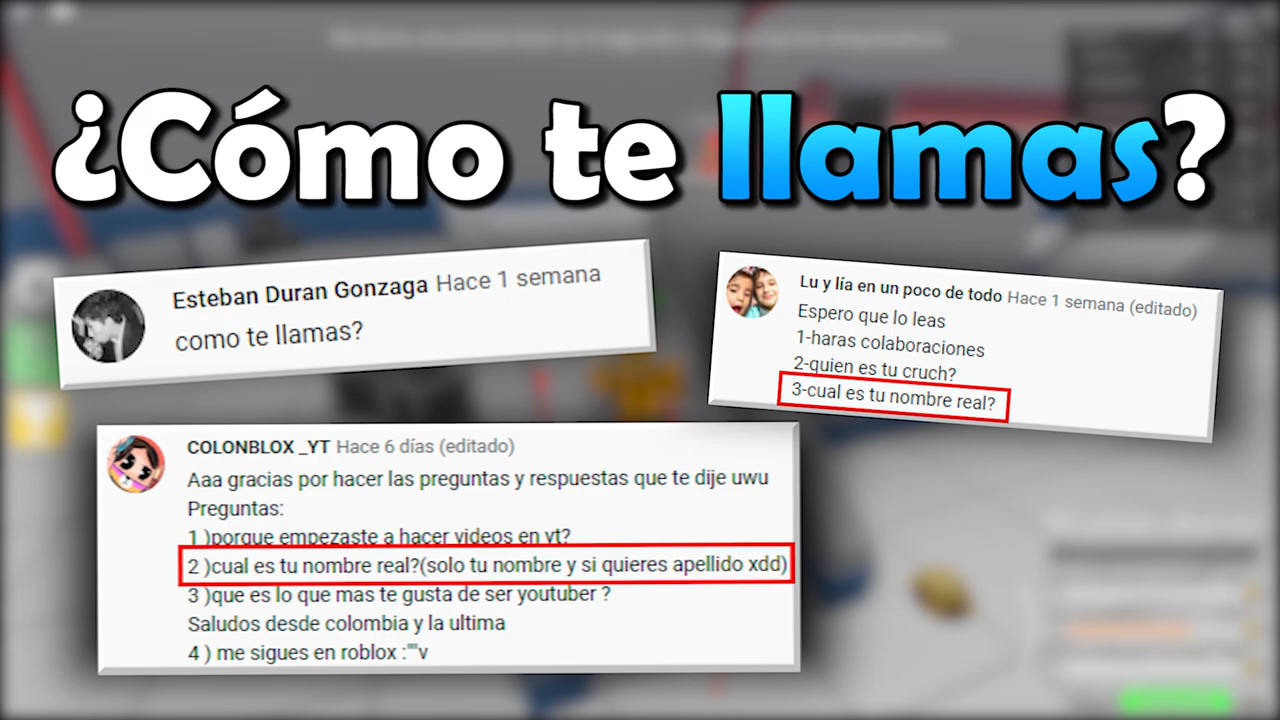 ¿Cómo te llamas?
Esteban Duran Gonzaga Hace 1 semana
como te llamas?
Lu y lía en un poco de todo Hace 1 semana (editado)
Espero que lo leas
1-haras colaboraciones
2-quien es tu cruch?
3-cual es tu nombre real?
COLONBLOX _YT Hace 6 días (editado)
Aaa gracias por hacer las preguntas y respuestas que te dije uwu
Preguntas:
1 )porque empezaste a hacer videos en yt?
2 )cual es tu nombre real?(solo tu nombre y si quieres apellido xdd)
3 )que es lo que mas te gusta de ser youtuber ?
Saludos desde colombia y la ultima
4 ) me sigues en roblox :""v